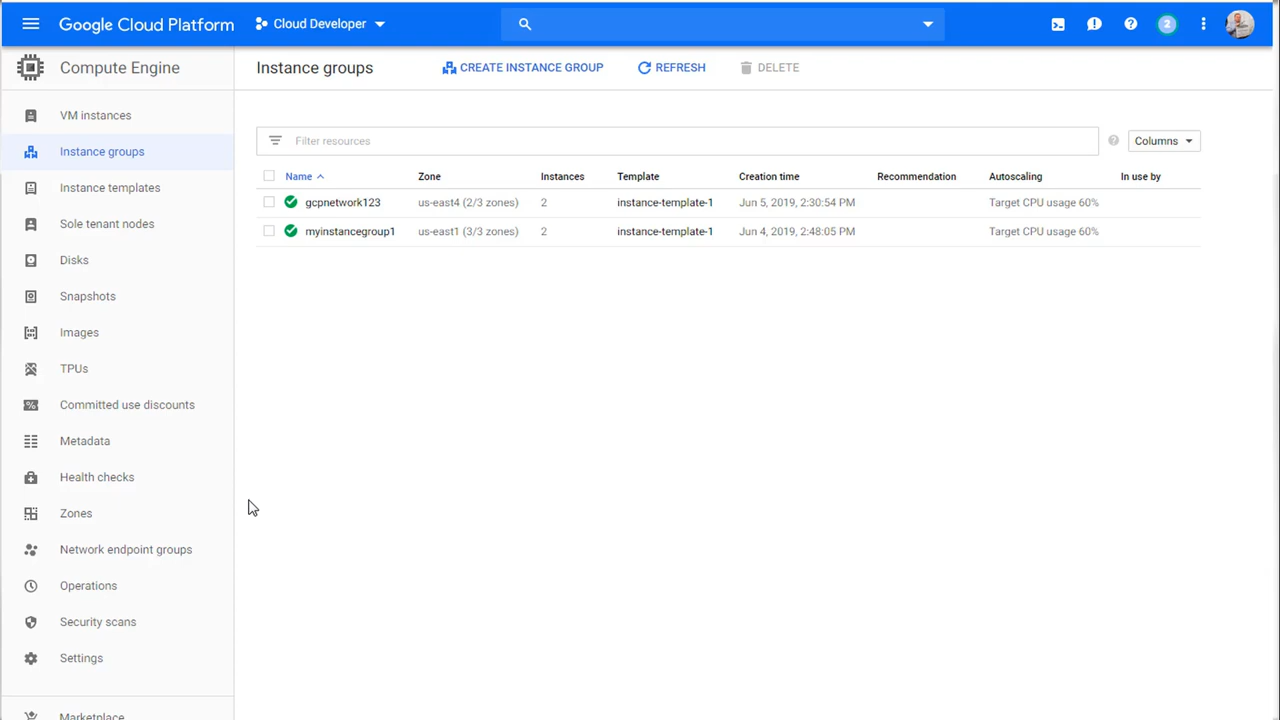 Google Cloud Platform
Cloud Developer
2
Compute Engine
Instance groups
CREATE INSTANCE GROUP
REFRESH
DELETE
VM instances
Instance groups
Instance templates
Sole tenant nodes
Disks
Snapshots
Images
TPUs
Committed use discounts
Metadata
Health checks
Zones
Network endpoint groups
Operations
Security scans
Settings
Marketplace
Filter resources
Columns
Name Zone Instances Template Creation time Recommendation Autoscaling In use by
gcpnetwork123 us-east4 (2/3 zones) 2 instance-template-1 Jun 5, 2019, 2:30:54 PM Target CPU usage 60%
myinstancegroup1 us-east1 (3/3 zones) 2 instance-template-1 Jun 4, 2019, 2:48:05 PM Target CPU usage 60%